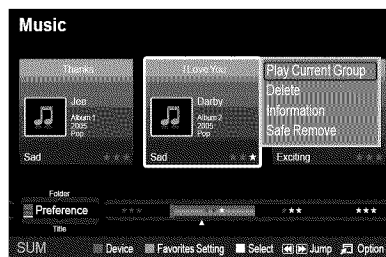 Music
Thanks
I Love You
Play Current Group
Delete
Information
Safe Remove
Jee
Album 1
2005
Pop
Darby
Album 2
2005
Pop
Sad
Sad
Exciting
Folder
Preference
Title
SUM Device Favorites Setting Select Jump Option